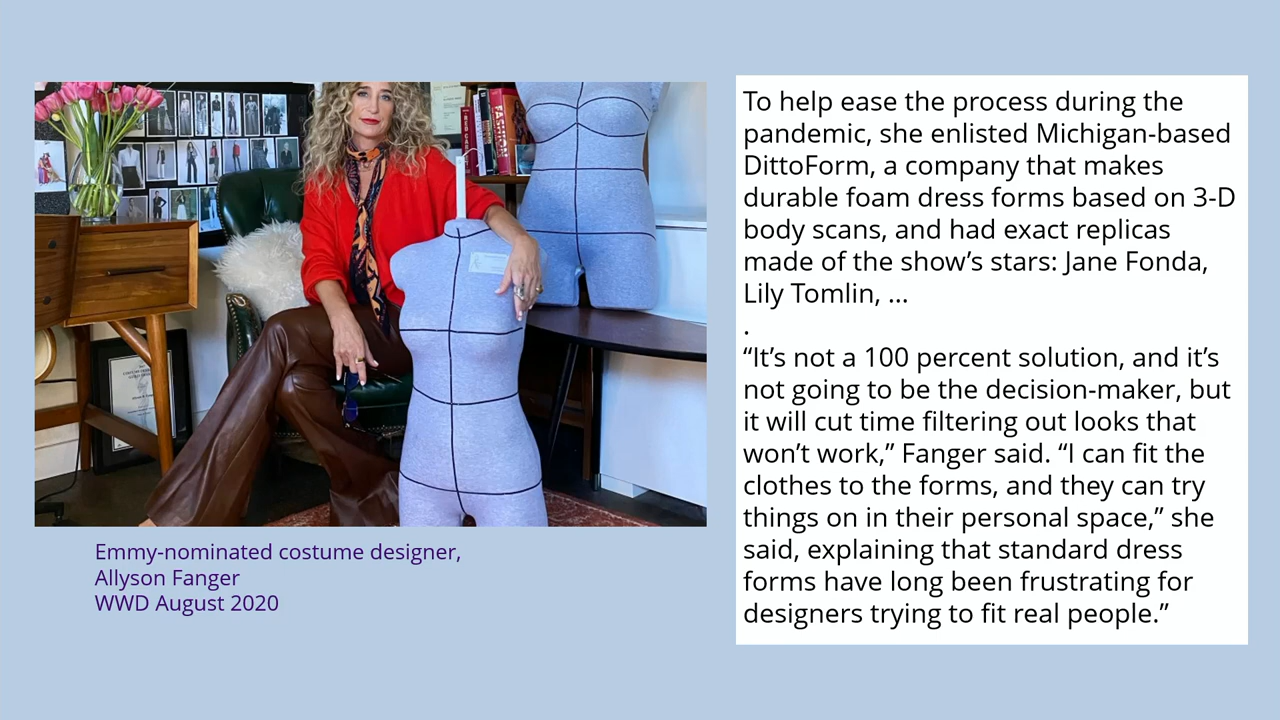 To help ease the process during the
pandemic, she enlisted Michigan-based
DittoForm, a company that makes
durable foam dress forms based on 3-D
body scans, and had exact replicas
made of the show’s stars: Jane Fonda,
Lily Tomlin, ...
.
“It’s not a 100 percent solution, and it’s
not going to be the decision-maker, but
it will cut time filtering out looks that
won’t work,” Fanger said. “I can fit the
clothes to the forms, and they can try
things on in their personal space,” she
said, explaining that standard dress
forms have long been frustrating for
designers trying to fit real people.”
Emmy-nominated costume designer,
Allyson Fanger
WWD August 2020
FASHION